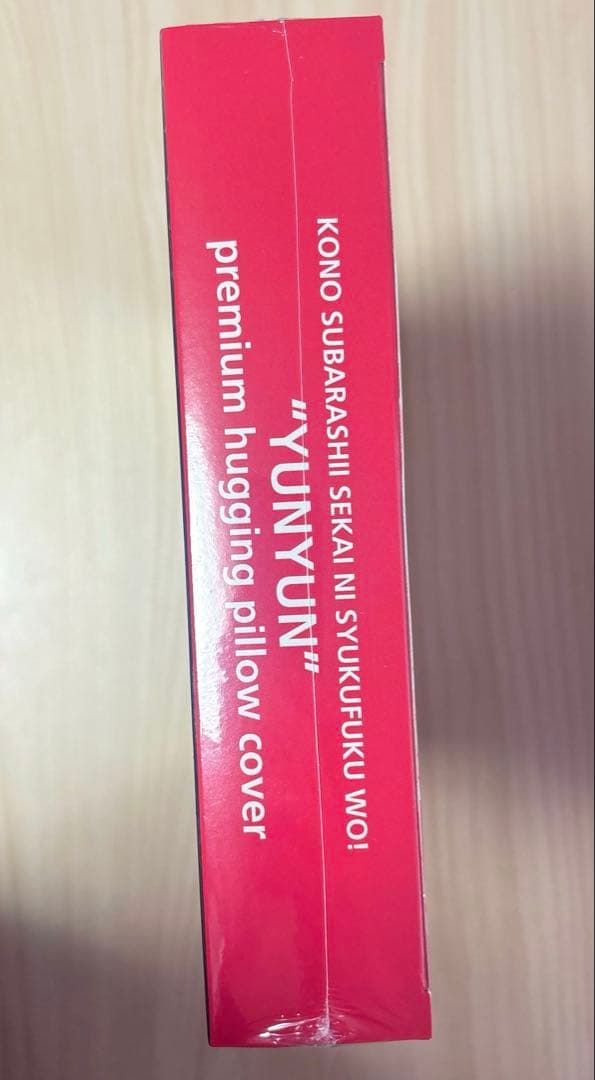 KONO SUBARASHII SEKAI NI SYUKUFUKU WO!
"YUNYUN"
premium hugging pillow cover